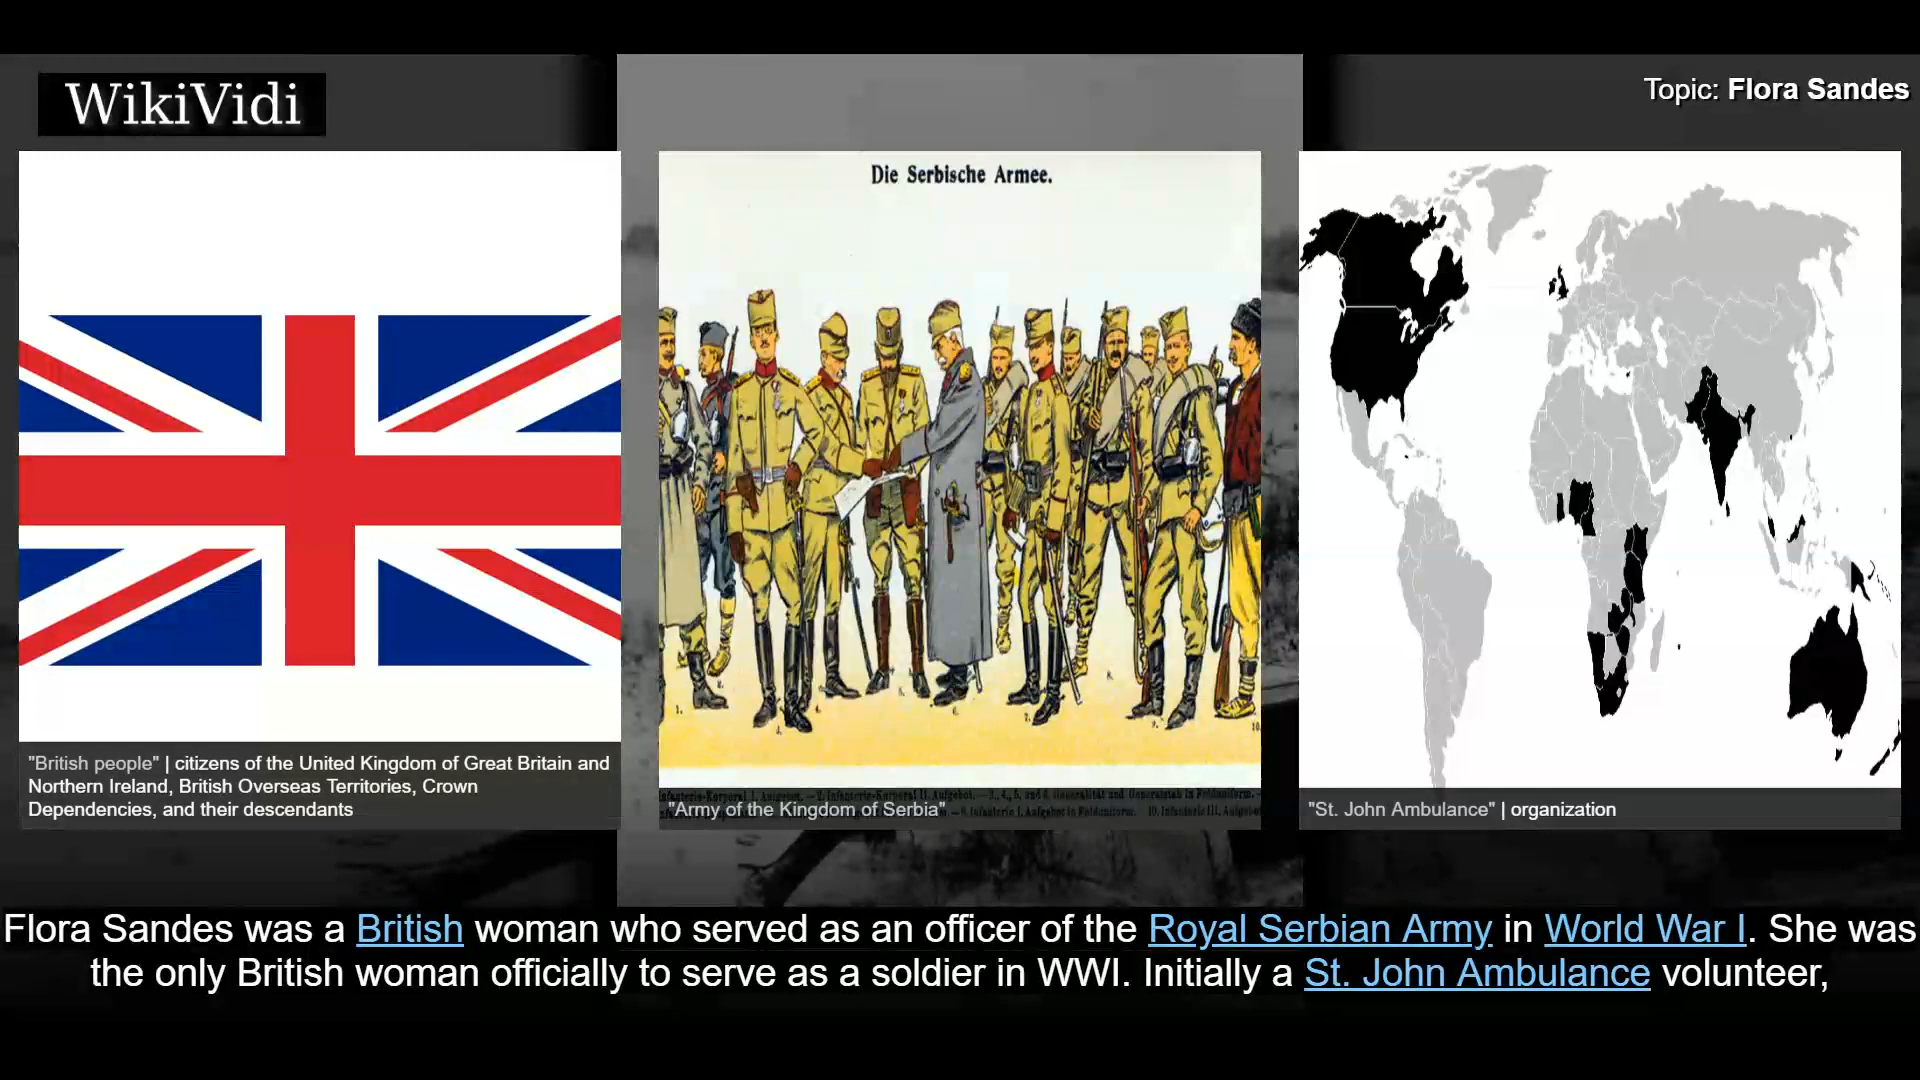 WikiVidi
Topic: Flora Sandes
Die Serbische Armee.
"British people" | citizens of the United Kingdom of Great Britain and
Northern Ireland, British Overseas Territories, Crown
Dependencies, and their descendants
"Army of the Kingdom of Serbia"
"St. John Ambulance" | organization
Flora Sandes was a British woman who served as an officer of the Royal Serbian Army in World War I. She was
the only British woman officially to serve as a soldier in WWI. Initially a St. John Ambulance volunteer,